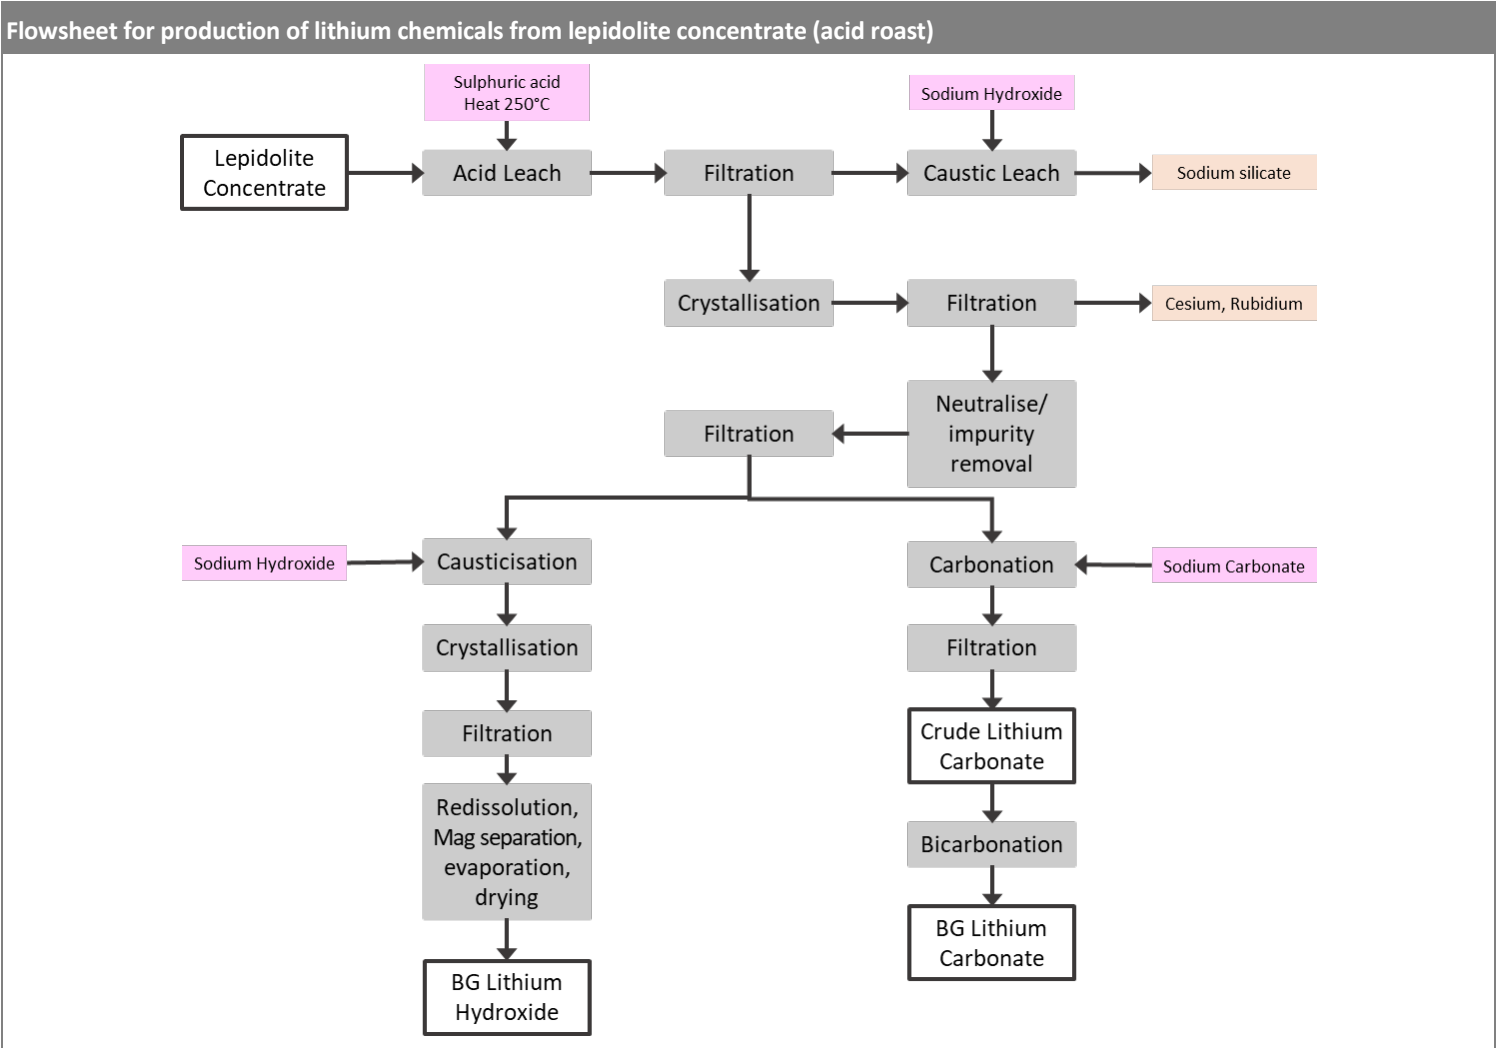 Flowsheet for production of lithium chemicals from lepidolite concentrate (acid roast)
Sulphuric acid
Heat 250°C
Sodium Hydroxide
Lepidolite
Concentrate
Acid Leach
Filtration
Caustic Leach
Sodium silicate
Crystallisation
Filtration
Cesium, Rubidium
Neutralise/
impurity
removal
Filtration
Sodium Hydroxide
Causticisation
Carbonation
Sodium Carbonate
Crystallisation
Filtration
Filtration
Crude Lithium
Carbonate
Redissolution,
Mag separation,
evaporation,
drying
Bicarbonation
BG Lithium
Carbonate
BG Lithium
Hydroxide